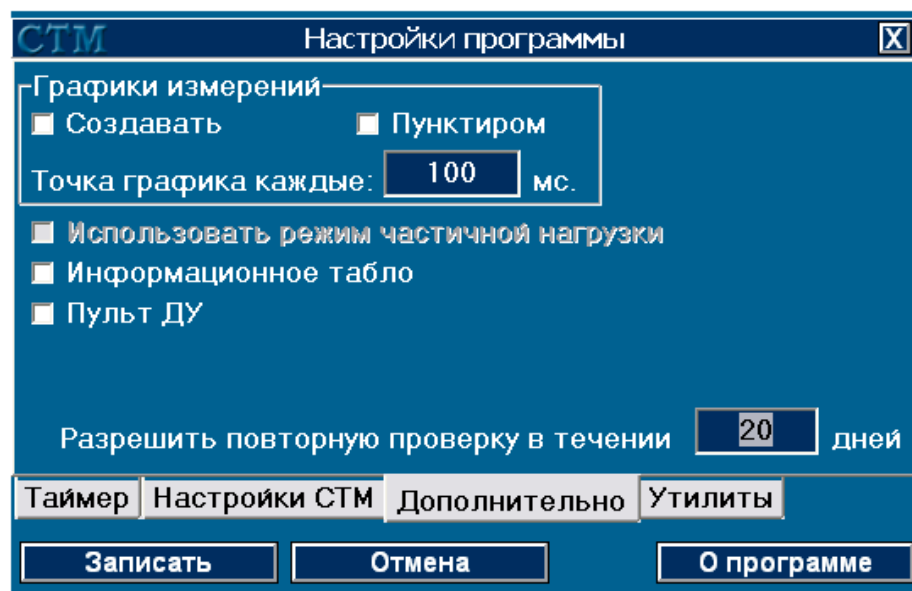 СТМ Настройки программы X
Графики измерений
Создавать Пунктиром
Точка графика каждые: 100 мс.
Использовать режим частичной нагрузки
Информационное табло
Пульт ДУ
Разрешить повторную проверку в течении 20 дней
Таймер Настройки СТМ Дополнительно Утилиты
Записать Отмена О программе